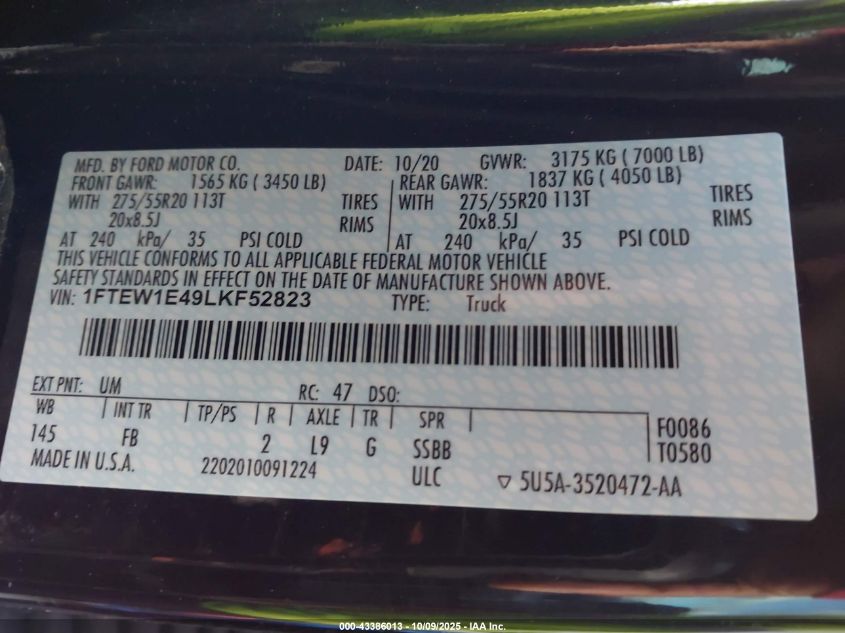 MFD. BY FORD MOTOR CO. DATE: 10/20 GVWR: 3175 KG ( 7000 LB)
FRONT GAWR: 1565 KG ( 3450 LB) REAR GAWR: 1837 KG ( 4050 LB)
WITH 275/55R20 113T TIRES WITH 275/55R20 113T TIRES
20x8.5J RIMS 20x8.5J RIMS
AT 240 kPa/ 35 PSI COLD AT 240 kPa/ 35 PSI COLD
THIS VEHICLE CONFORMS TO ALL APPLICABLE FEDERAL MOTOR VEHICLE
SAFETY STANDARDS IN EFFECT ON THE DATE OF MANUFACTURE SHOWN ABOVE.
VIN: 1FTEW1E49LKF52823 TYPE: Truck
EXT PNT: UM RC: 47 DSO:
WB INT TR TP/PS R AXLE TR SPR F0086
145 FB 2 L9 G SSBB T0580
MADE IN U.S.A. 2202010091224 ULC ▽ 5U5A-3520472-AA
000-43386013 - 10/09/2025 - IAA Inc.